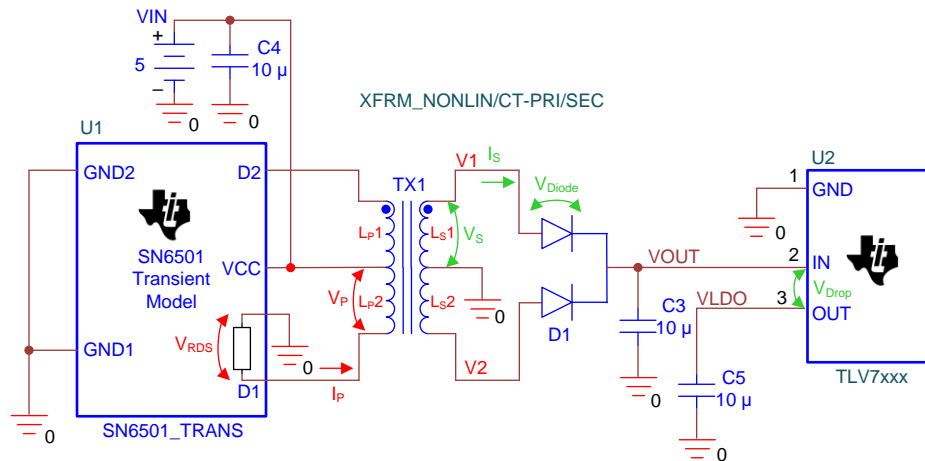 VIN
+
5
−
0
C4
10 µ
0
XFRM_NONLIN/CT-PRI/SEC
U1
GND2
D2
SN6501
Transient
Model
VCC
GND1
VRDS
0
D1
IP
SN6501_TRANS
0
TX1
LP1
LP2
VP
LS1
LS2
VS
V1
IS
VDiode
0
V2
D1
VOUT
C3
10 µ
0
VLDO
C5
10 µ
0
U2
1
GND
0
2
IN
VDrop
3
OUT
TLV7xxx